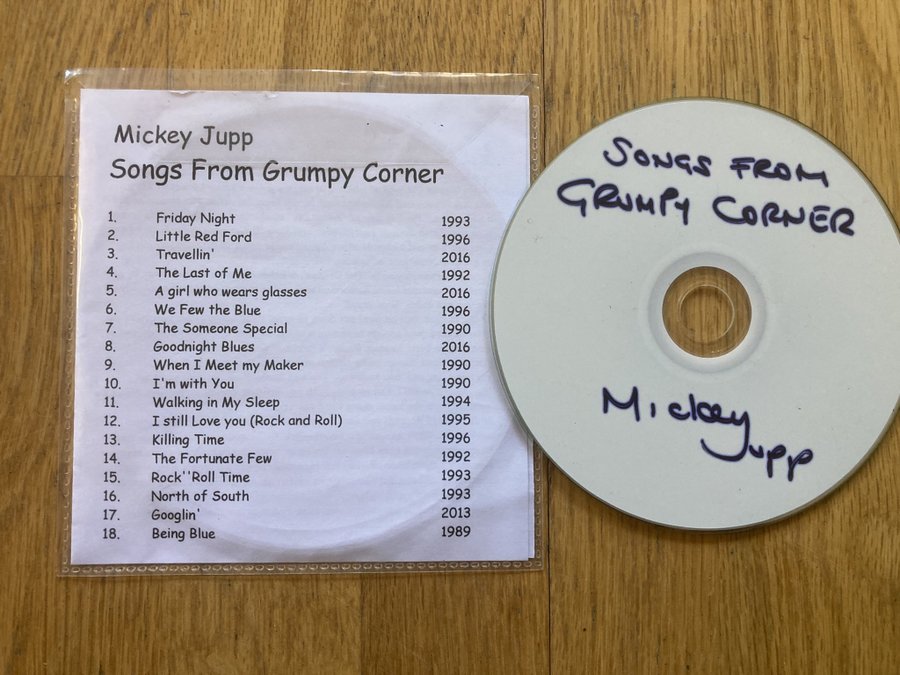 Mickey Jupp
Songs From Grumpy Corner
1. Friday Night 1993
2. Little Red Ford 1996
3. Travellin' 2016
4. The Last of Me 1992
5. A girl who wears glasses 2016
6. We Few the Blue 1996
7. The Someone Special 1990
8. Goodnight Blues 2016
9. When I Meet my Maker 1990
10. I'm with You 1990
11. Walking in My Sleep 1994
12. I still Love you (Rock and Roll) 1995
13. Killing Time 1996
14. The Fortunate Few 1992
15. Rock''Roll Time 1993
16. North of South 1993
17. Googlin' 2013
18. Being Blue 1989
SONGS FROM
GRUMPY CORNER
Mickey
Jupp